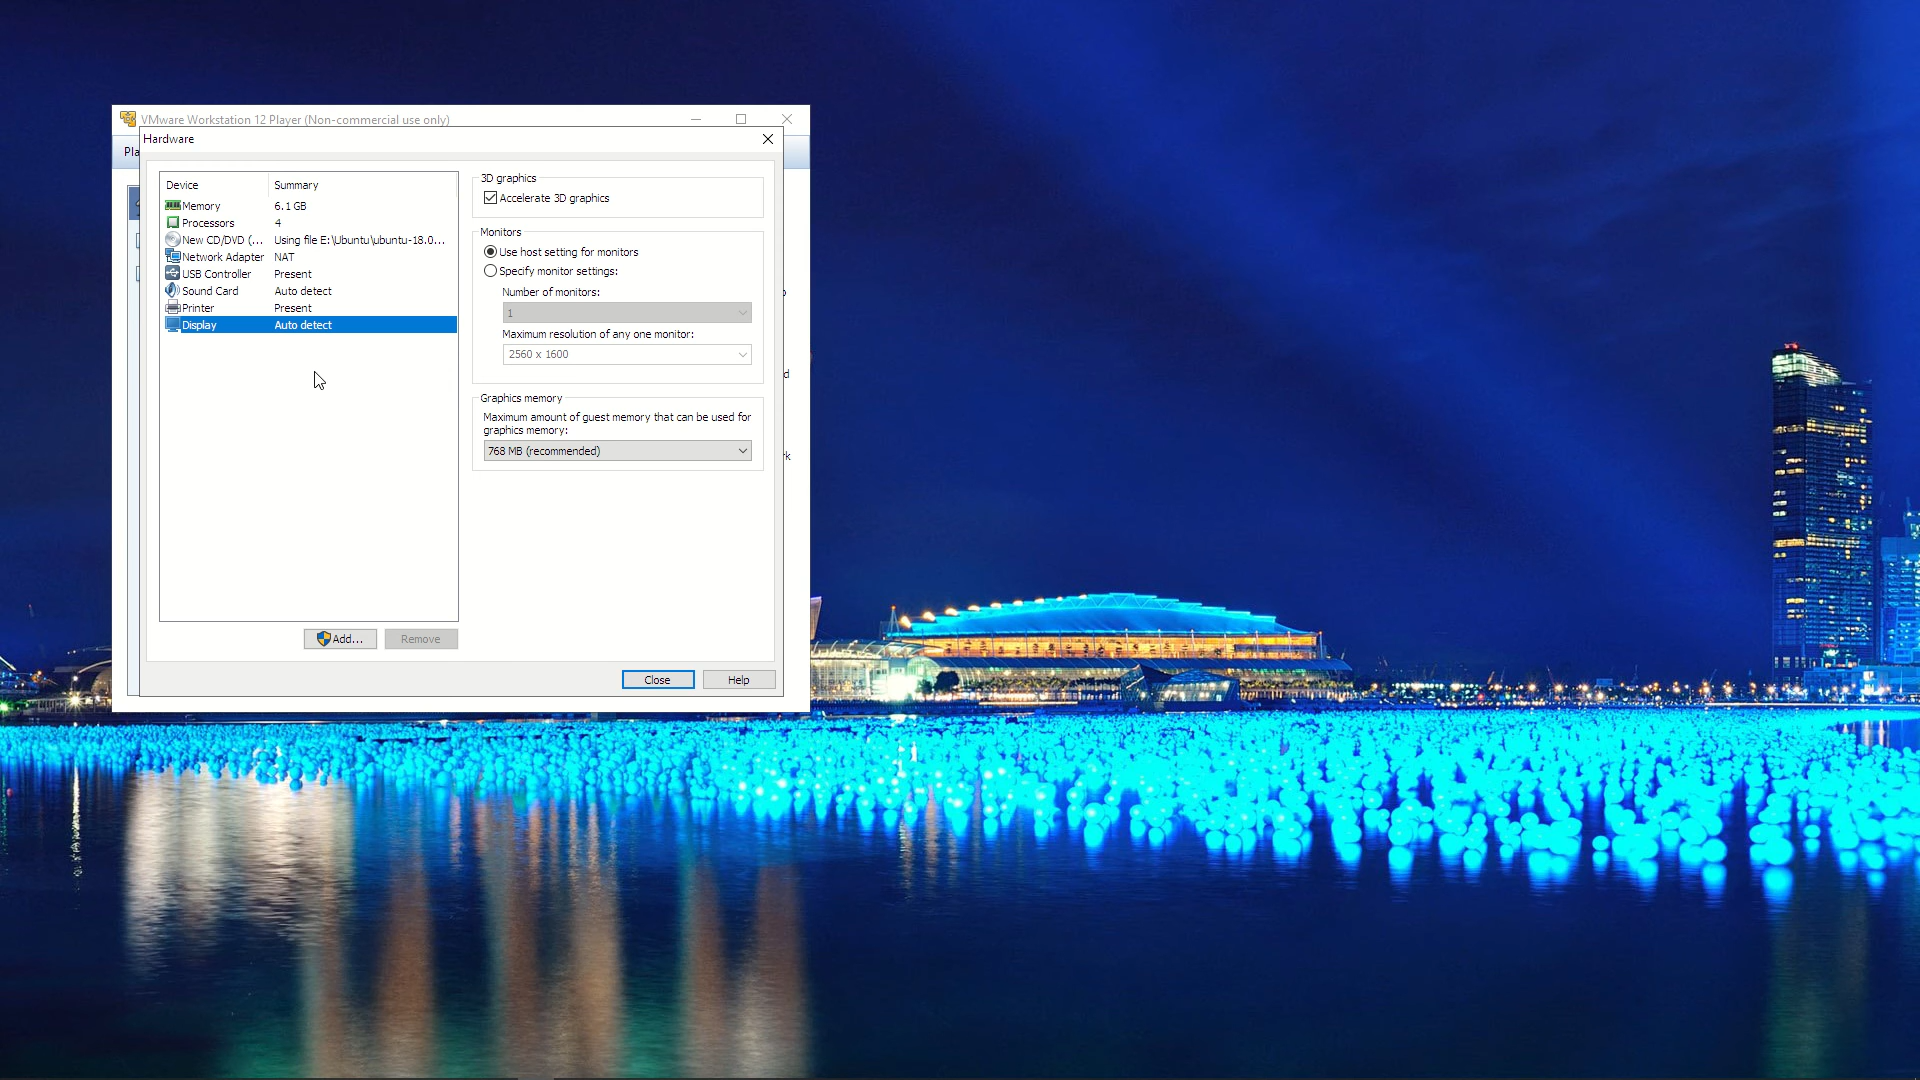 VMware Workstation 12 Player (Non-commercial use only)
Hardware
Pla
Device Summary
Memory 6.1 GB
Processors 4
New CD/DVD (... Using file E:\Ubuntu\ubuntu-18.0...
Network Adapter NAT
USB Controller Present
Sound Card Auto detect
Printer Present
Display Auto detect
Add... Remove
3D graphics
Accelerate 3D graphics
Monitors
Use host setting for monitors
Specify monitor settings:
Number of monitors:
1
Maximum resolution of any one monitor:
2560 x 1600
Graphics memory
Maximum amount of guest memory that can be used for
graphics memory:
768 MB (recommended)
Close Help